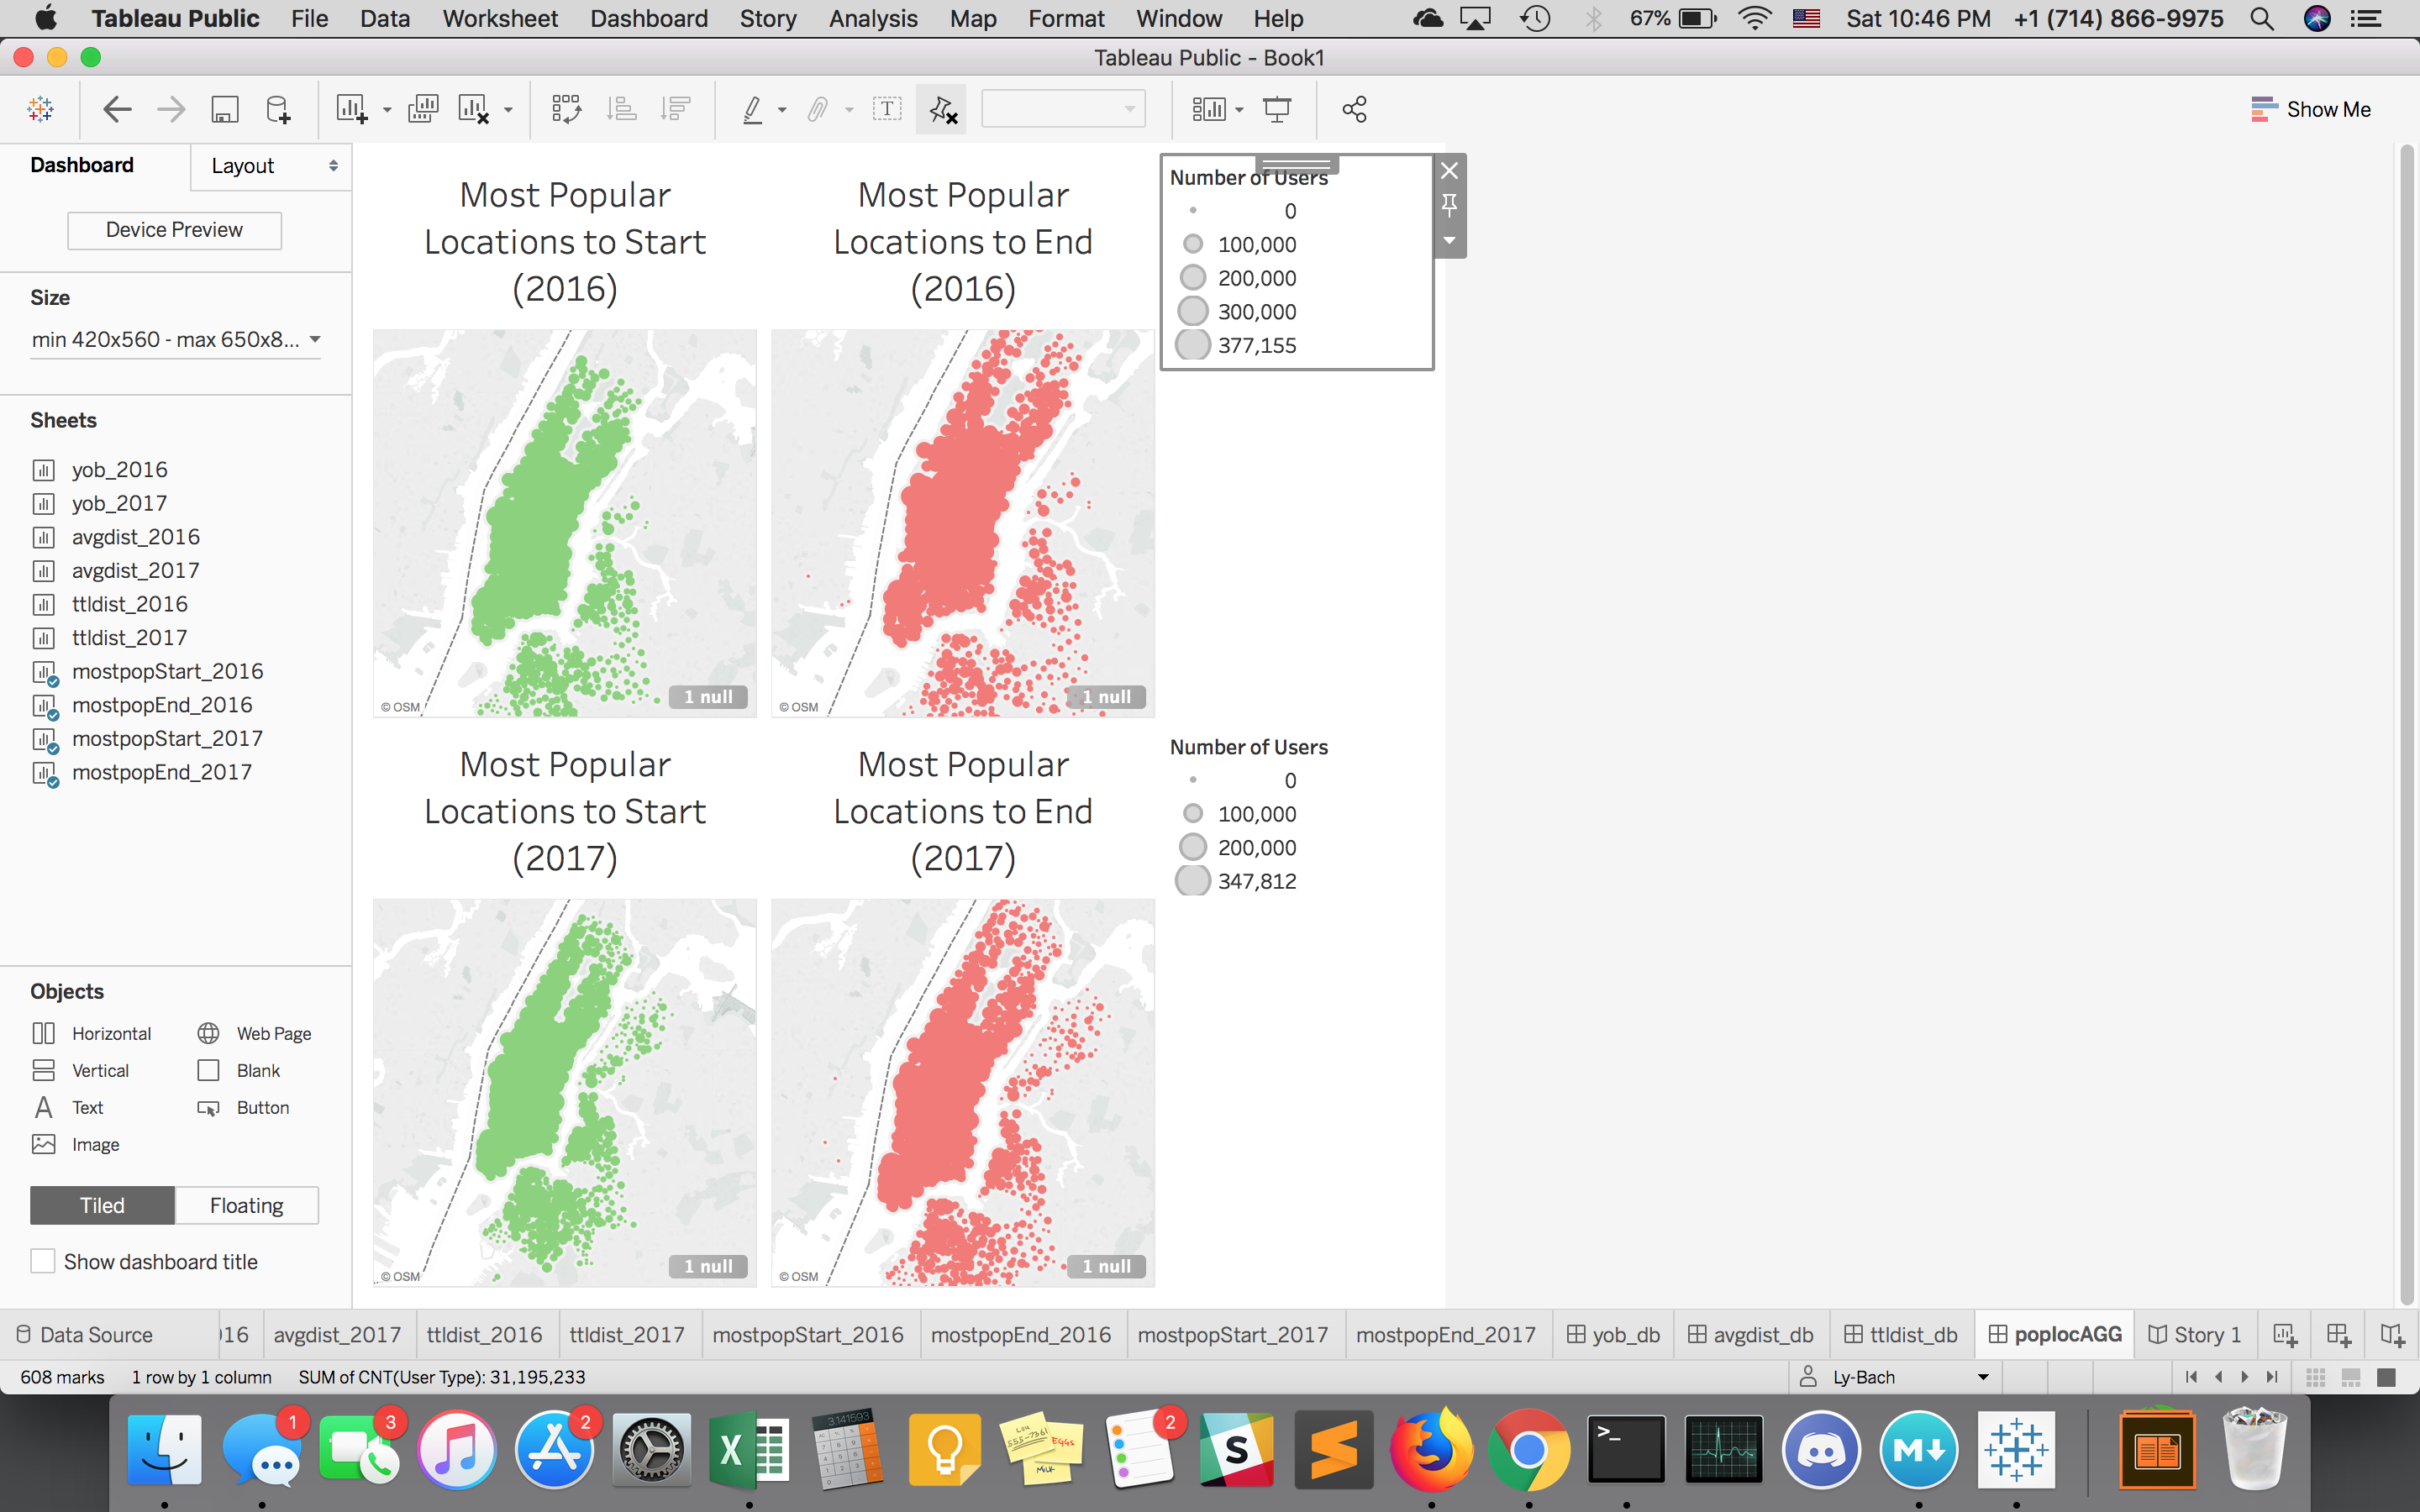 Tableau Public File Data Worksheet Dashboard Story Analysis Map Format Window Help 67% Sat 10:46 PM +1 (714) 866-9975
Tableau Public - Book1
Show Me
Dashboard Layout
Device Preview
Size
min 420x560 - max 650x8...
Sheets
yob_2016
yob_2017
avgdist_2016
avgdist_2017
ttldist_2016
ttldist_2017
mostpopStart_2016
mostpopEnd_2016
mostpopStart_2017
mostpopEnd_2017
Objects
Horizontal Web Page
Vertical Blank
Text Button
Image
Tiled Floating
Show dashboard title
Most Popular
Locations to Start
(2016)
© OSM
1 null
Most Popular
Locations to End
(2016)
© OSM
1 null
Number of Users
0
100,000
200,000
300,000
377,155
Most Popular
Locations to Start
(2017)
© OSM
1 null
Most Popular
Locations to End
(2017)
© OSM
1 null
Number of Users
0
100,000
200,000
347,812
Data Source 16 avgdist_2017 ttldist_2016 ttldist_2017 mostpopStart_2016 mostpopEnd_2016 mostpopStart_2017 mostpopEnd_2017 yob_db avgdist_db ttldist_db poplocAGG Story 1
608 marks 1 row by 1 column SUM of CNT(User Type): 31,195,233 Ly-Bach
1 3 2 3.141593 555-7361 EGGS MILK 2